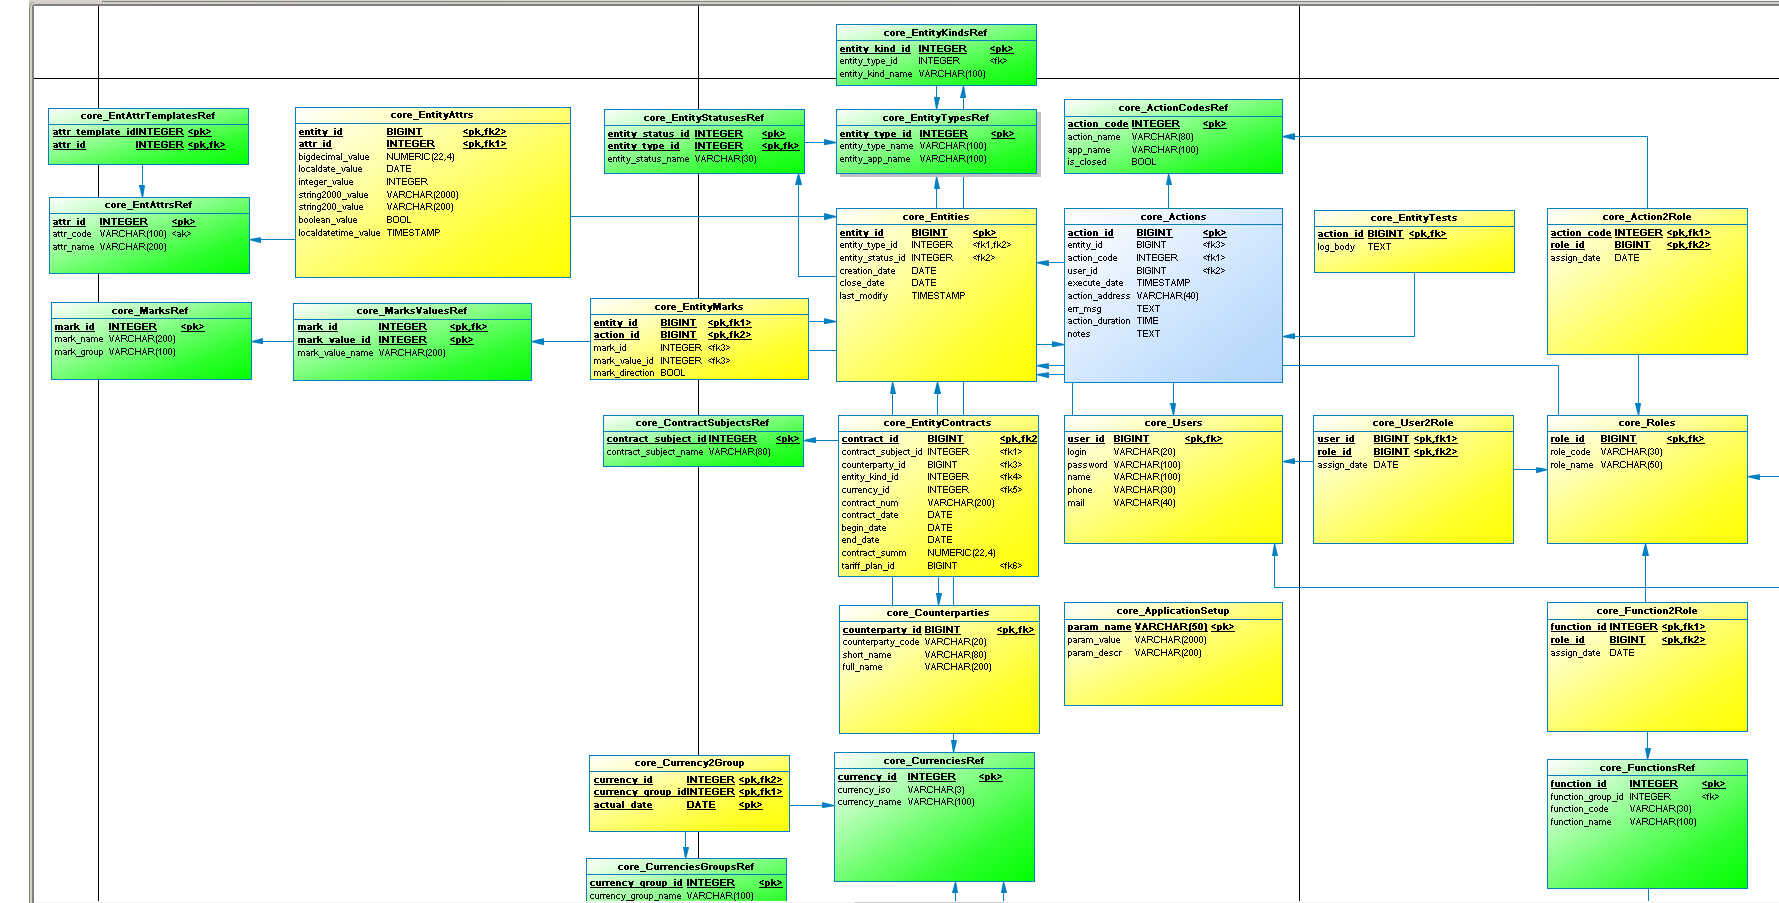 core_EntityKindsRef
entity_kind_id INTEGER <pk>
entity_type_id INTEGER <fk>
entity_kind_name VARCHAR(100)
core_EntAttrTemplatesRef
attr_template_id INTEGER <pk>
attr_id INTEGER <pk,fk>
core_EntityAttrs
entity_id BIGINT <pk,fk2>
attr_id INTEGER <pk,fk1>
bigdecimal_value NUMERIC(22,4)
localdate_value DATE
integer_value INTEGER
string2000_value VARCHAR(2000)
string200_value VARCHAR(200)
boolean_value BOOL
localdatetime_value TIMESTAMP
core_EntityStatusesRef
entity_status_id INTEGER <pk>
entity_type_id INTEGER <pk,fk>
entity_status_name VARCHAR(30)
core_EntityTypesRef
entity_type_id INTEGER <pk>
entity_type_name VARCHAR(100)
entity_app_name VARCHAR(100)
core_ActionCodesRef
action_code INTEGER <pk>
action_name VARCHAR(80)
app_name VARCHAR(100)
is_closed BOOL
core_EntAttrsRef
attr_id INTEGER <pk>
attr_code VARCHAR(100) <ak>
attr_name VARCHAR(200)
core_Entities
entity_id BIGINT <pk>
entity_type_id INTEGER <fk1,fk2>
entity_status_id INTEGER <fk2>
creation_date DATE
close_date DATE
last_modify TIMESTAMP
core_Actions
action_id BIGINT <pk>
entity_id BIGINT <fk3>
action_code INTEGER <fk1>
user_id BIGINT <fk2>
execute_date TIMESTAMP
action_address VARCHAR(40)
err_msg TEXT
action_duration TIME
notes TEXT
core_EntityTests
action_id BIGINT <pk,fk>
log_body TEXT
core_Action2Role
action_code INTEGER <pk,fk1>
role_id BIGINT <pk,fk2>
assign_date DATE
core_MarksRef
mark_id INTEGER <pk>
mark_name VARCHAR(200)
mark_group VARCHAR(100)
core_MarksValuesRef
mark_id INTEGER <pk,fk>
mark_value_id INTEGER <pk>
mark_value_name VARCHAR(200)
core_EntityMarks
entity_id BIGINT <pk,fk1>
action_id BIGINT <pk,fk2>
mark_id INTEGER <fk3>
mark_value_id INTEGER <fk3>
mark_direction BOOL
core_ContractSubjectsRef
contract_subject_id INTEGER <pk>
contract_subject_name VARCHAR(80)
core_EntityContracts
contract_id BIGINT <pk,fk2
contract_subject_id INTEGER <fk1>
counterparty_id BIGINT <fk3>
entity_kind_id INTEGER <fk4>
currency_id INTEGER <fk5>
contract_num VARCHAR(200)
contract_date DATE
begin_date DATE
end_date DATE
contract_summ NUMERIC(22,4)
tariff_plan_id BIGINT <fk6>
core_Users
user_id BIGINT <pk,fk>
login VARCHAR(20)
password VARCHAR(100)
name VARCHAR(100)
phone VARCHAR(30)
mail VARCHAR(40)
core_User2Role
user_id BIGINT <pk,fk1>
role_id BIGINT <pk,fk2>
assign_date DATE
core_Roles
role_id BIGINT <pk,fk>
role_code VARCHAR(30)
role_name VARCHAR(50)
core_Counterparties
counterparty_id BIGINT <pk,fk>
counterparty_code VARCHAR(20)
short_name VARCHAR(80)
full_name VARCHAR(200)
core_ApplicationSetup
param_name VARCHAR(50) <pk>
param_value VARCHAR(2000)
param_descr VARCHAR(200)
core_Function2Role
function_id INTEGER <pk,fk1>
role_id BIGINT <pk,fk2>
assign_date DATE
core_Currency2Group
currency_id INTEGER <pk,fk2>
currency_group_id INTEGER <pk,fk1>
actual_date DATE <pk>
core_CurrenciesRef
currency_id INTEGER <pk>
currency_iso VARCHAR(3)
currency_name VARCHAR(100)
core_FunctionsRef
function_id INTEGER <pk>
function_group_id INTEGER <fk>
function_code VARCHAR(30)
function_name VARCHAR(100)
core_CurrenciesGroupsRef
currency_group_id INTEGER <pk>
currency_group_name VARCHAR(100)